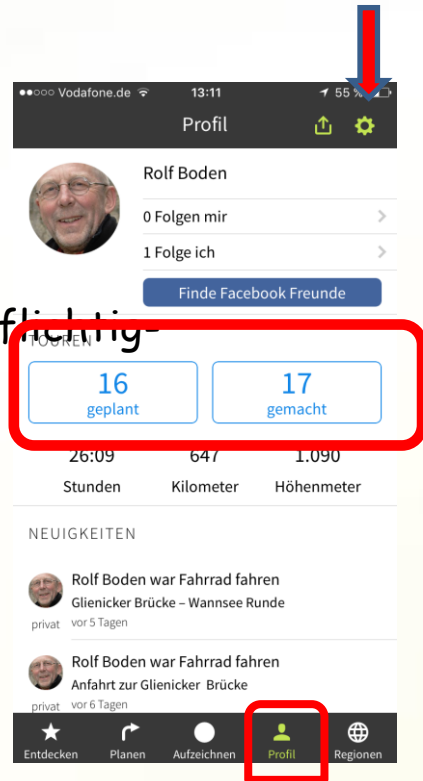 ●●○○○ Vodafone.de 13:11 55 %
Profil
Rolf Boden
0 Folgen mir
1 Folge ich
Finde Facebook Freunde
flichtig-
TOUREN
16 17
geplant gemacht
26:09 647 1.090
Stunden Kilometer Höhenmeter
NEUIGKEITEN
Rolf Boden war Fahrrad fahren
Glienicker Brücke – Wannsee Runde
privat vor 5 Tagen
Rolf Boden war Fahrrad fahren
Anfahrt zur Glienicker Brücke
privat vor 6 Tagen
Entdecken Planen Aufzeichnen Profil Regionen